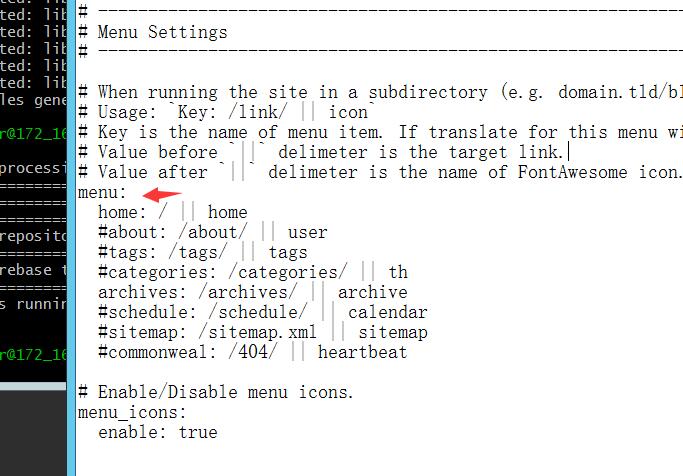 ted: lib
ted: lib
ted: lib
ted: lib
ted: lib
les gene
r@172_16
processi
reposito
rebase t
s runnin
r@172_16
# Menu Settings
# When running the site in a subdirectory (e.g. domain.tld/bl
# Usage: `Key: /link/ || icon`
# Key is the name of menu item. If translate for this menu wi
# Value before `||` delimeter is the target link.
# Value after `||` delimeter is the name of FontAwesome icon.
menu:
  home: / || home
  #about: /about/ || user
  #tags: /tags/ || tags
  #categories: /categories/ || th
  archives: /archives/ || archive
  #schedule: /schedule/ || calendar
  #sitemap: /sitemap.xml || sitemap
  #commonweal: /404/ || heartbeat
# Enable/Disable menu icons.
menu_icons:
  enable: true